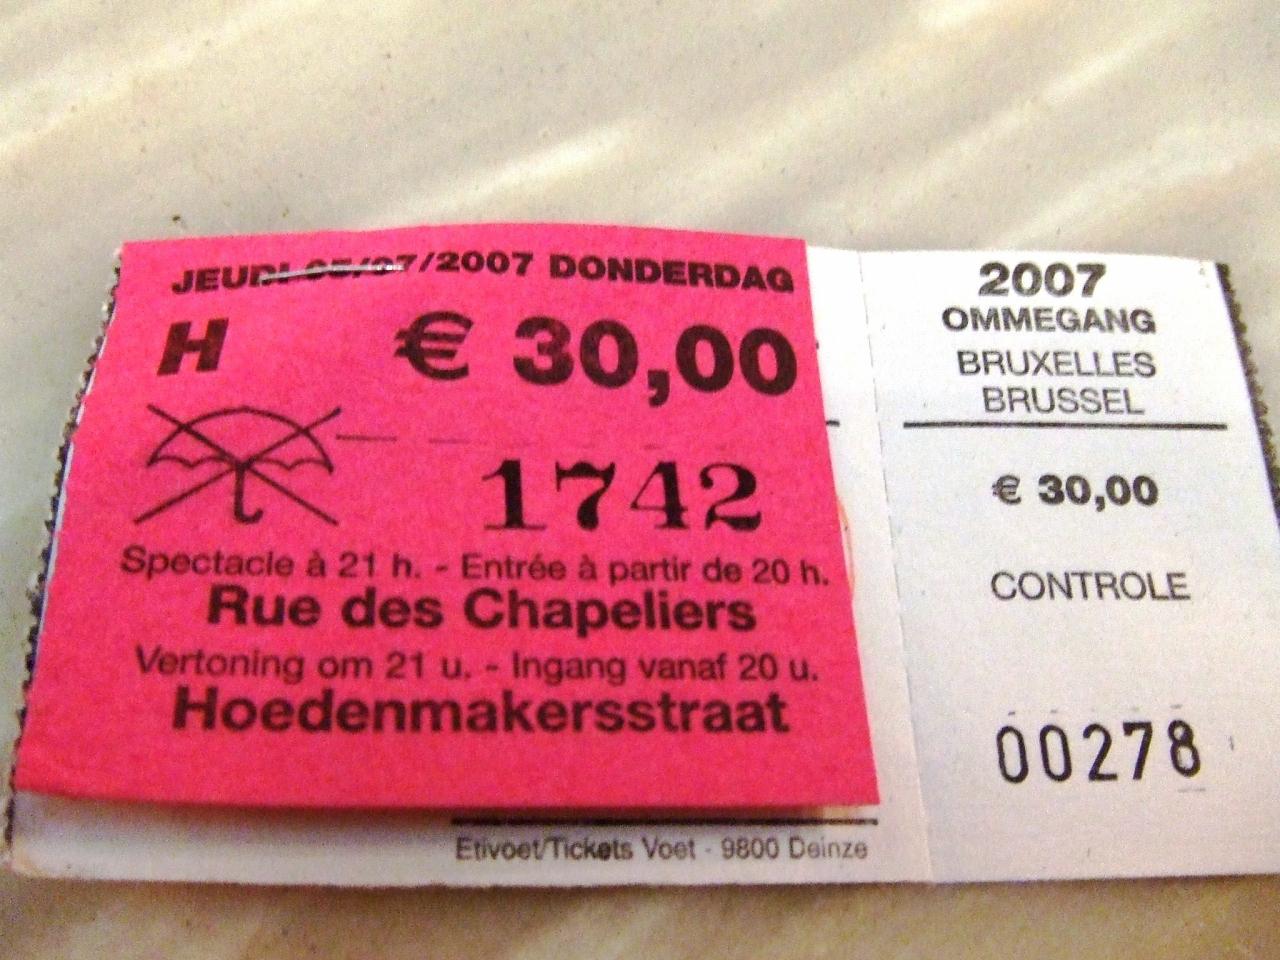 JEUDI 05/07/2007 DONDERDAG
H € 30,00
1742
Spectacle à 21 h. - Entrée à partir de 20 h.
Rue des Chapeliers
Vertoning om 21 u. - Ingang vanaf 20 u.
Hoedenmakersstraat
Etivoet/Tickets Voet - 9800 Deinze
2007
OMMEGANG
BRUXELLES
BRUSSEL
€ 30,00
CONTROLE
00278